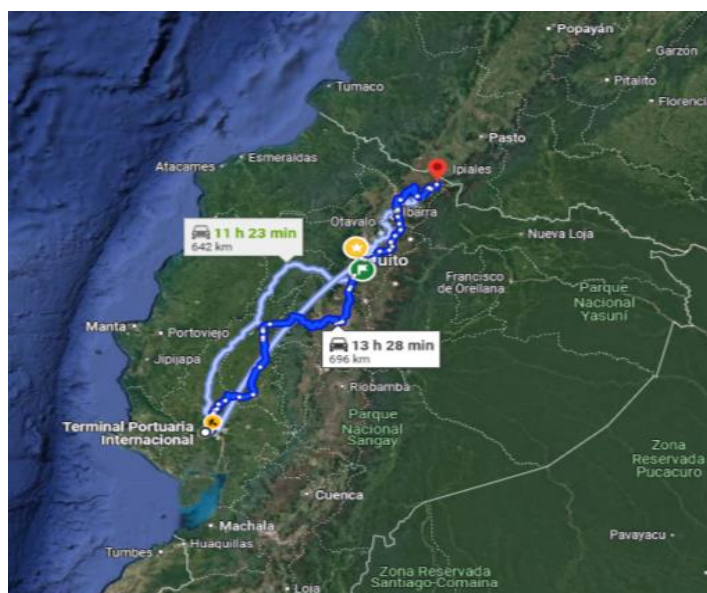 Popayán
Garzón
Pitalito
Florenci
Tumaco
Pasto
Ipiales
Esmeraldas
Atacames
Otavalo
Ibarra
11 h 23 min
642 km
Nueva Loja
uito
Francisco
de Orellana
Parque
Nacional
Yasuní
Manta
Portoviejo
13 h 28 min
696 km
Jipijapa
Riobamba
Terminal Portuaria
Internacional
Parque
Nacional
Sangay
Zona
Reservada
Pucacuro
Cuenca
Machala
Huaquillas
Tumbes
Pavayacu
Zona Reservada
Santiago-Comaina
Loja